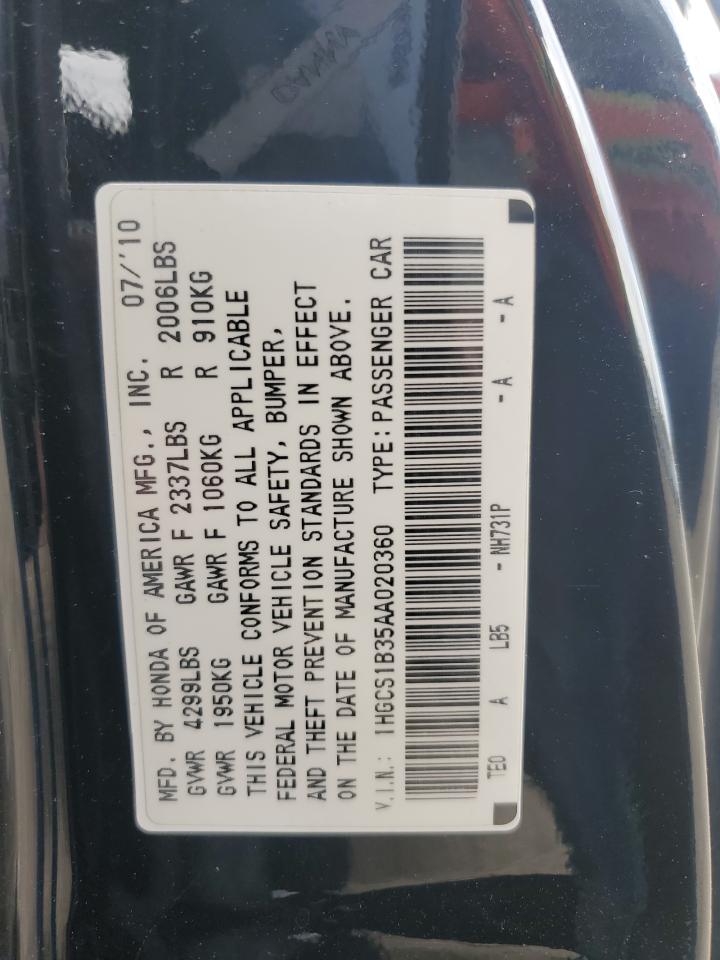 MFD. BY HONDA OF AMERICA MFG., INC. 07/'10
GVWR 4299LBS GAWR F 2337LBS R 2006LBS
GVWR 1950KG GAWR F 1060KG R 910KG
THIS VEHICLE CONFORMS TO ALL APPLICABLE
FEDERAL MOTOR VEHICLE SAFETY, BUMPER,
AND THEFT PREVENTION STANDARDS IN EFFECT
ON THE DATE OF MANUFACTURE SHOWN ABOVE.
V.I.N.: 1HGCS1B35AA020360 TYPE:PASSENGER CAR
TE0 A LB5 - NH731P - A - A